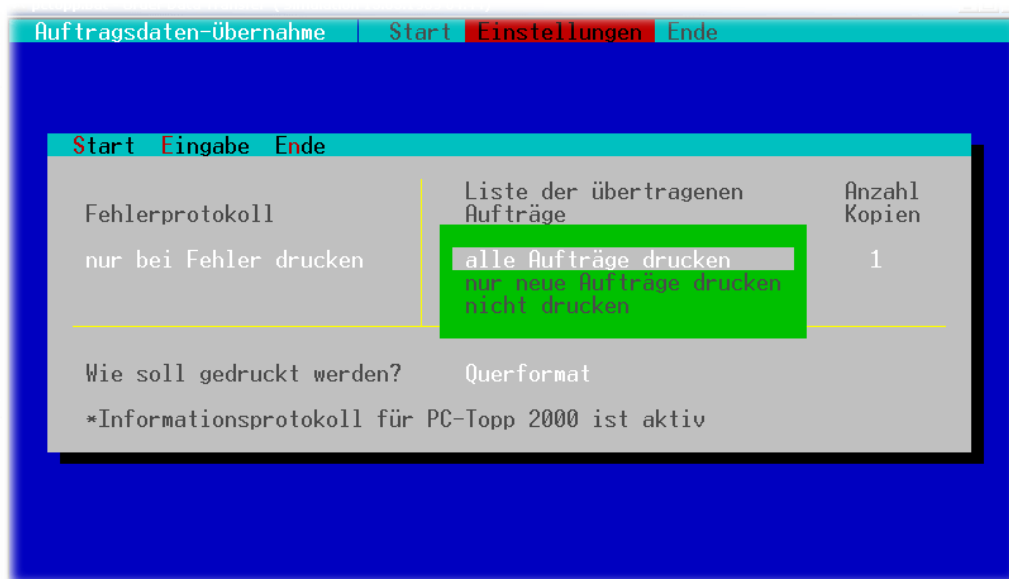 Auftragsdaten-Übernahme Start Einstellungen Ende
Start Eingabe Ende
Fehlerprotokoll
Liste der übertragenen
Aufträge
Anzahl
Kopien
nur bei Fehler drucken
alle Aufträge drucken
nur neue Aufträge drucken
nicht drucken
1
Wie soll gedruckt werden? Querformat
*Informationsprotokoll für PC-Topp 2000 ist aktiv